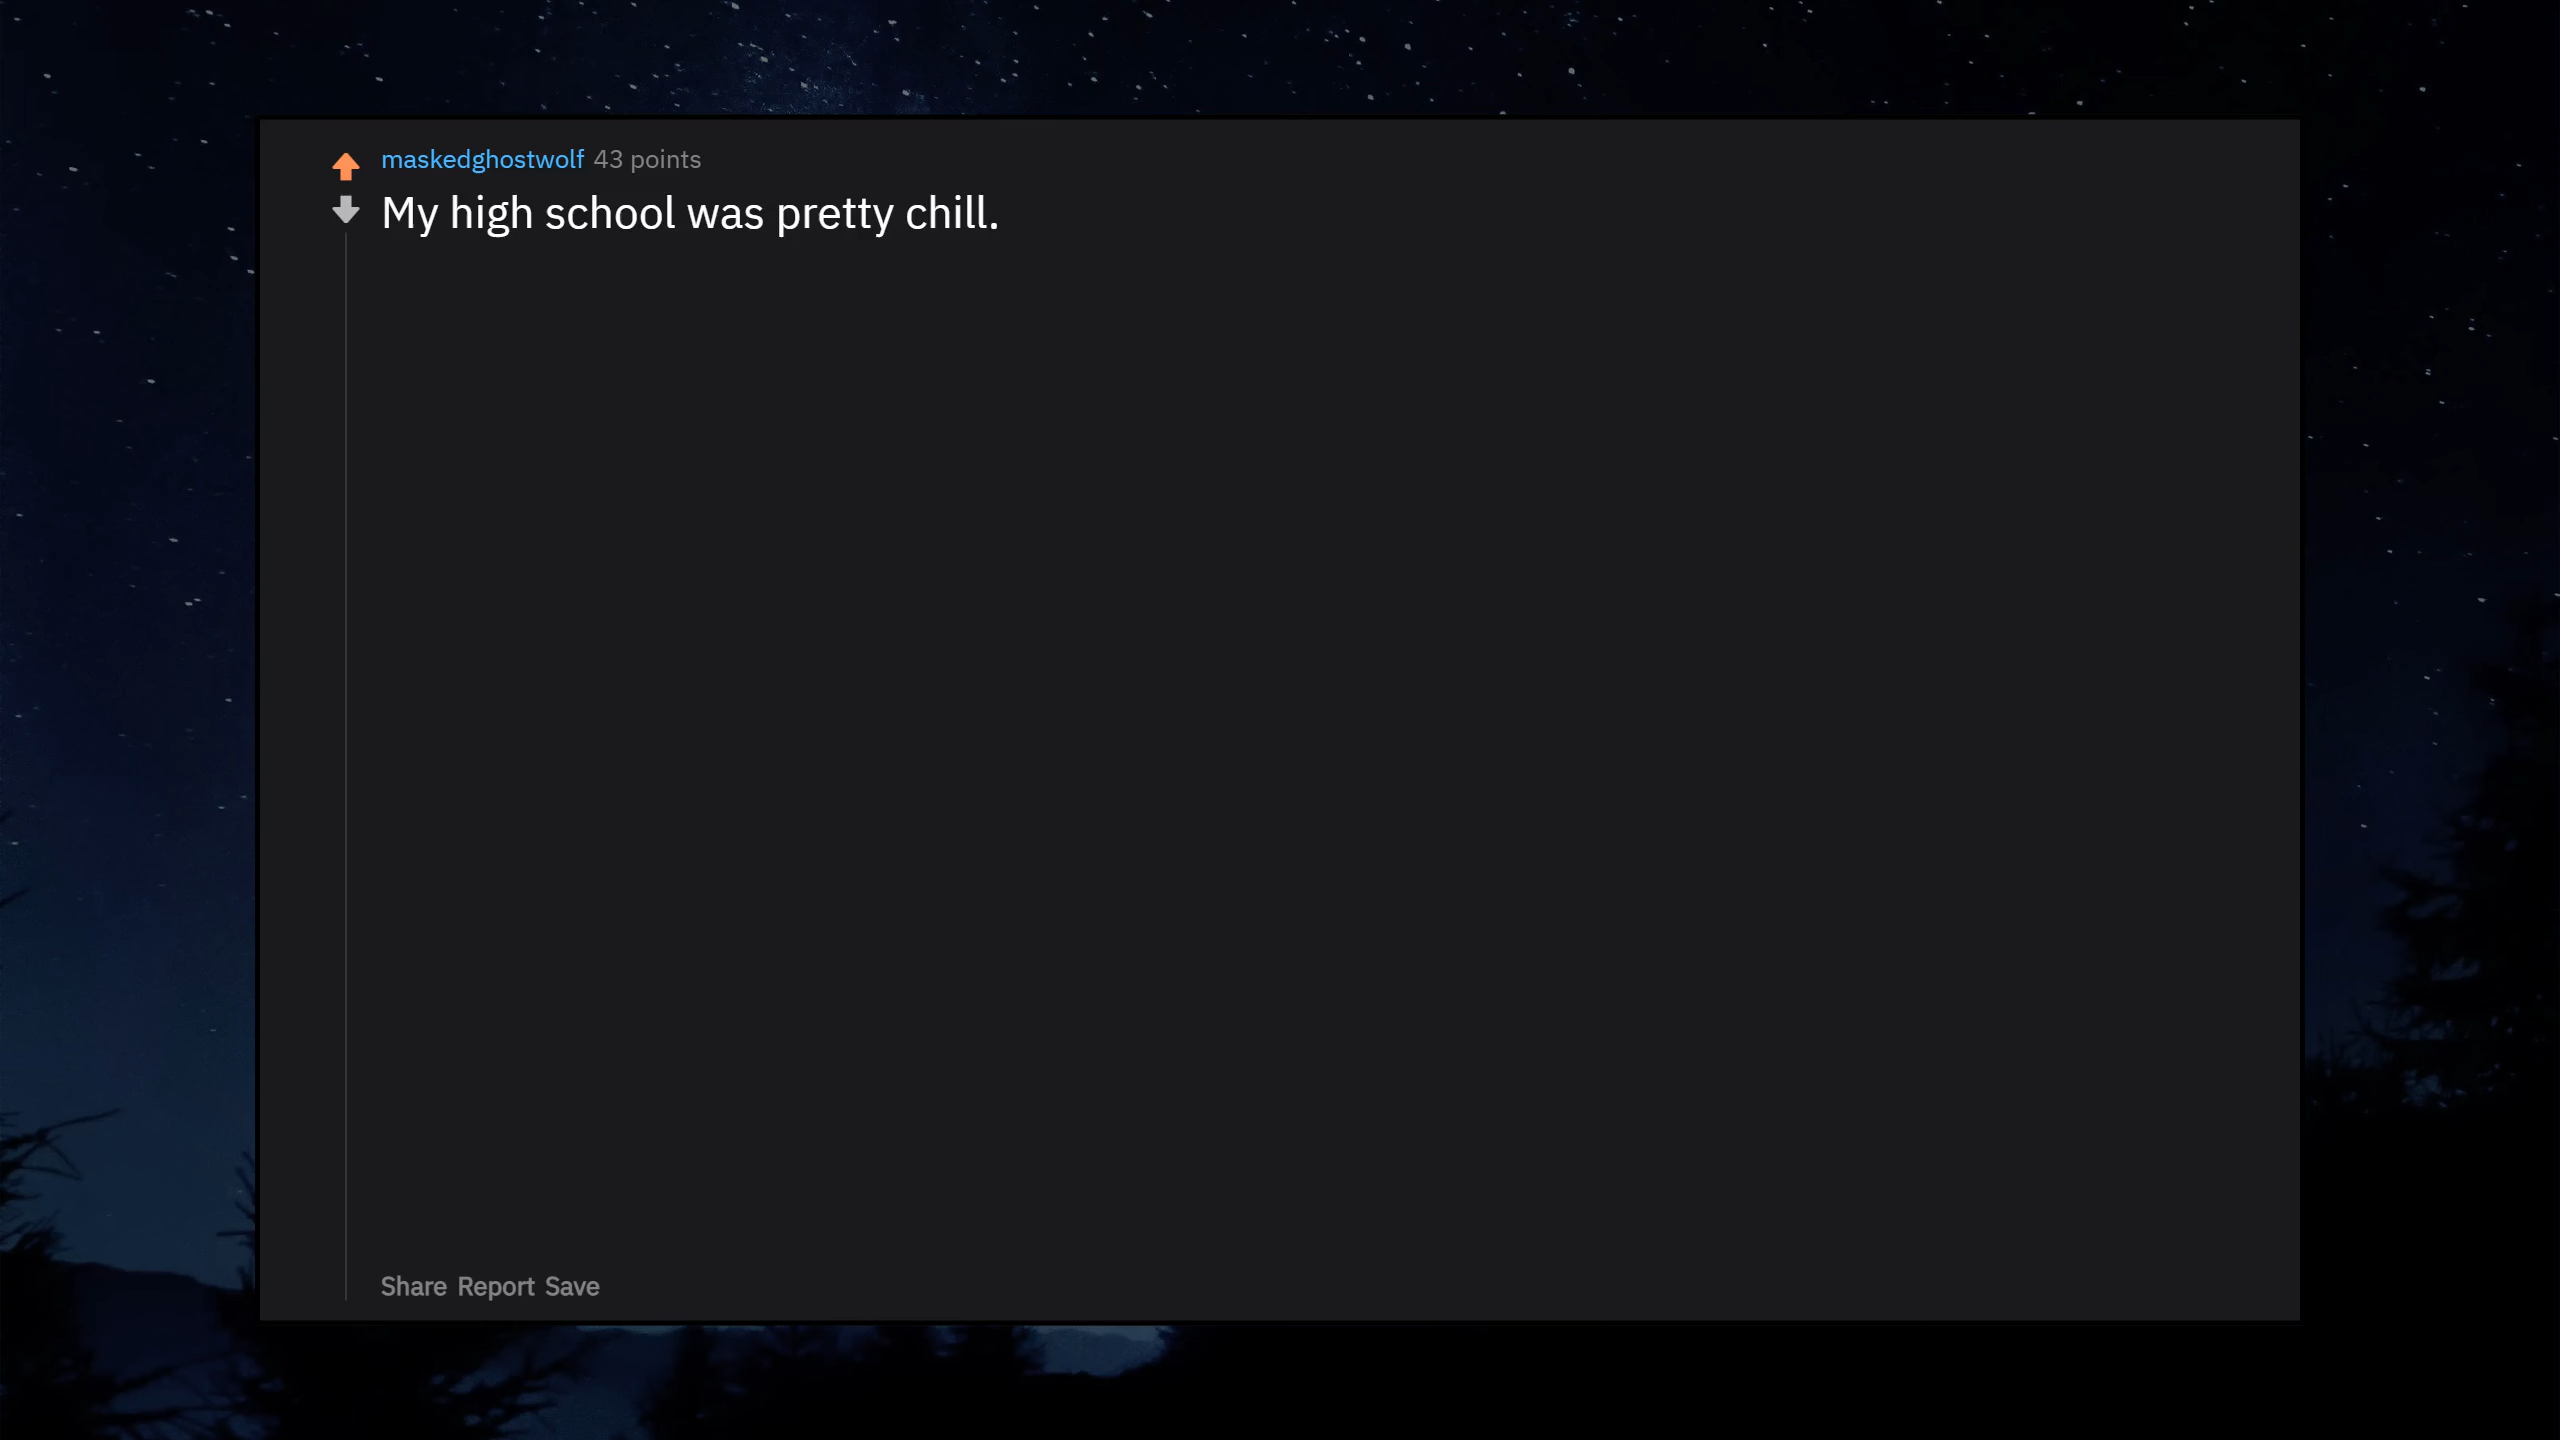 maskedghostwolf 43 points
My high school was pretty chill.
Share Report Save